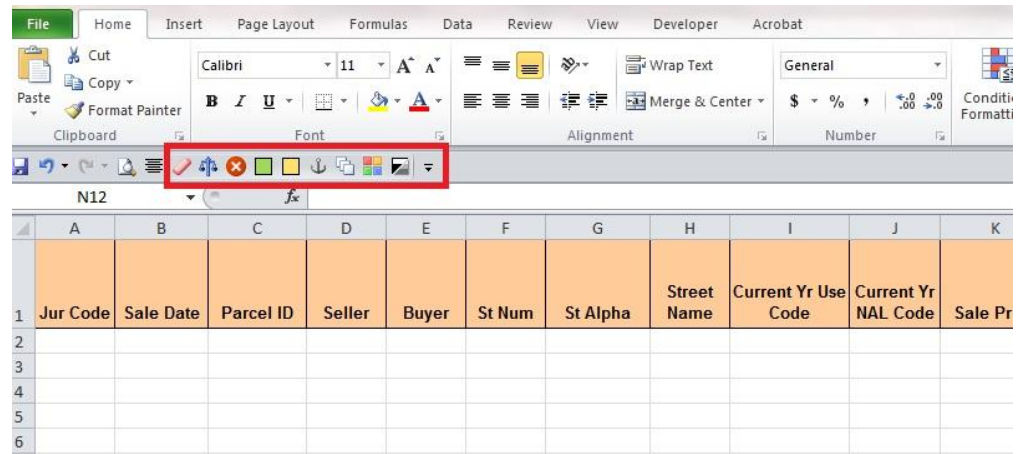 File Home Insert Page Layout Formulas Data Review View Developer Acrobat
Cut
Calibri 11 A A Wrap Text General
Copy
Paste B I U A Merge & Center $ % , .0 .00 .00 .0 Conditi
Format Painter Formatti
Clipboard Font Alignment Number
N12 fx
A B C D E F G H I J K
Street Current Yr Use Current Yr
1 Jur Code Sale Date Parcel ID Seller Buyer St Num St Alpha Name Code NAL Code Sale Pr
2
3
4
5
6